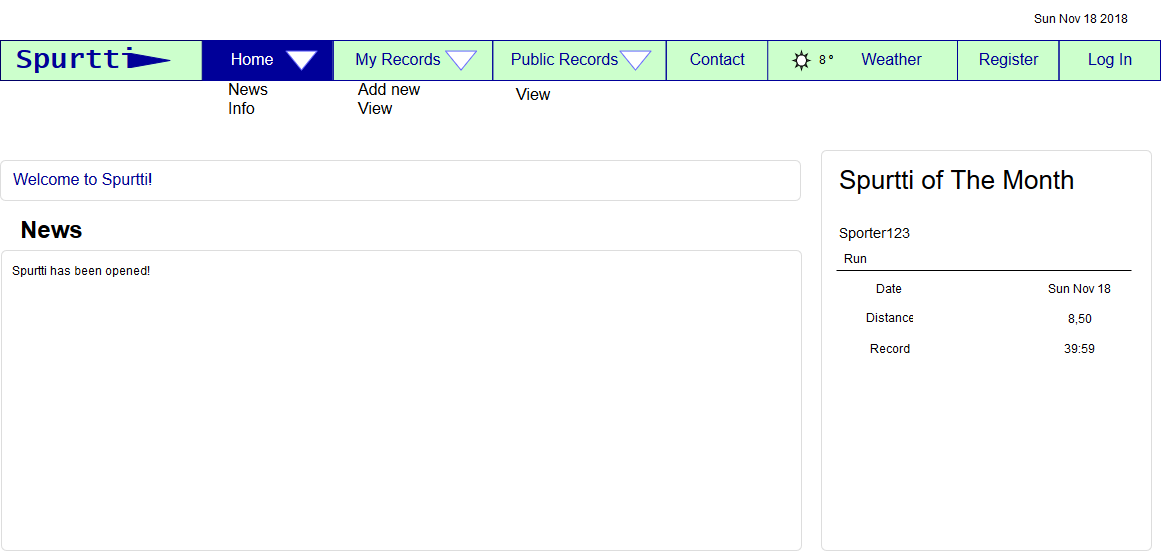 Sun Nov 18 2018
Spurtti
Home
My Records
Public Records
Contact
8°
Weather
Register
Log In
News
Info
Add new
View
View
Welcome to Spurtti!
News
Spurtti has been opened!
Spurtti of The Month
Sporter123
Run
Date Sun Nov 18
Distance 8,50
Record 39:59